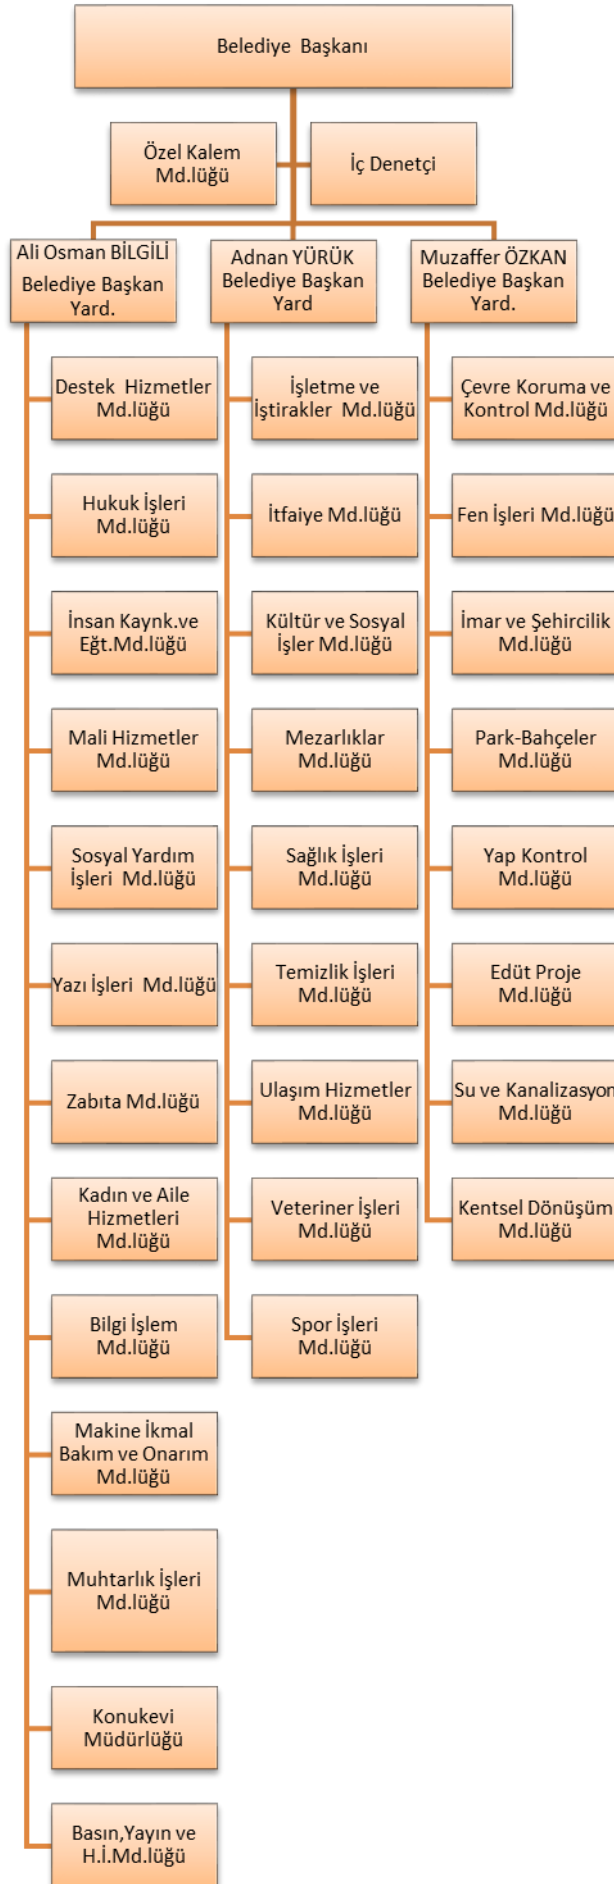 Belediye Başkanı
Özel Kalem
Md.lüğü
İç Denetçi
Ali Osman BİLGİLİ
Belediye Başkan
Yard.
Adnan YÜRÜK
Belediye Başkan
Yard
Muzaffer ÖZKAN
Belediye Başkan
Yard.
Destek Hizmetler
Md.lüğü
Hukuk İşleri
Md.lüğü
İnsan Kaynk.ve
Eğt.Md.lüğü
Mali Hizmetler
Md.lüğü
Sosyal Yardım
İşleri Md.lüğü
Yazı İşleri Md.lüğü
Zabıta Md.lüğü
Kadın ve Aile
Hizmetleri
Md.lüğü
Bilgi İşlem
Md.lüğü
Makine İkmal
Bakım ve Onarım
Md.lüğü
Muhtarlık İşleri
Md.lüğü
Konukevi
Müdürlüğü
Basın,Yayın ve
H.İ.Md.lüğü
İşletme ve
İştirakler Md.lüğü
İtfaiye Md.lüğü
Kültür ve Sosyal
İşler Md.lüğü
Mezarlıklar
Md.lüğü
Sağlık İşleri
Md.lüğü
Temizlik İşleri
Md.lüğü
Ulaşım Hizmetler
Md.lüğü
Veteriner İşleri
Md.lüğü
Spor İşleri
Md.lüğü
Çevre Koruma ve
Kontrol Md.lüğü
Fen İşleri Md.lüğü
İmar ve Şehircilik
Md.lüğü
Park-Bahçeler
Md.lüğü
Yap Kontrol
Md.lüğü
Edüt Proje
Md.lüğü
Su ve Kanalizasyon
Md.lüğü
Kentsel Dönüşüm
Md.lüğü